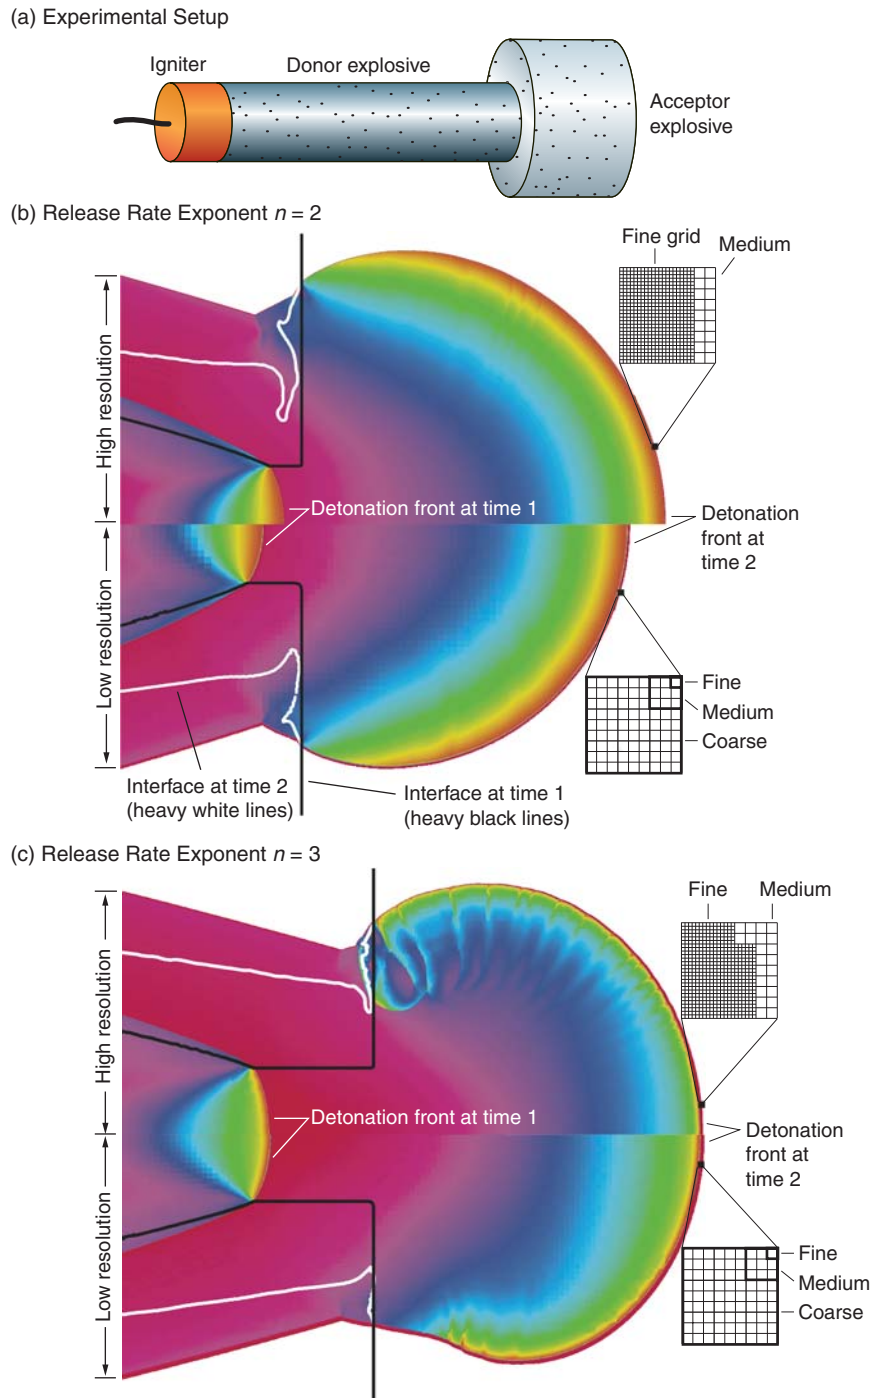 (a) Experimental Setup
Igniter
Donor explosive
Acceptor
explosive
(b) Release Rate Exponent n = 2
Fine grid
Medium
High resolution
Detonation front at time 1
Detonation
front at
time 2
Low resolution
Fine
Medium
Coarse
Interface at time 2
(heavy white lines)
Interface at time 1
(heavy black lines)
(c) Release Rate Exponent n = 3
Fine
Medium
High resolution
Detonation front at time 1
Detonation
front at
time 2
Low resolution
Fine
Medium
Coarse